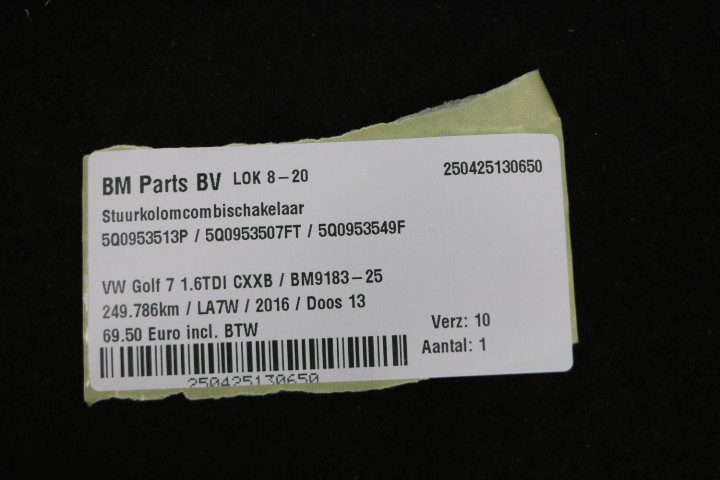 BM Parts BV LOK 8-20 250425130650
Stuurkolomcombischakelaar
5Q0953513P / 5Q0953507FT / 5Q0953549F
VW Golf 7 1.6TDI CXXB / BM9183-25
249.786km / LA7W / 2016 / Doos 13
69.50 Euro incl. BTW
Verz: 10
Aantal: 1
250425130650